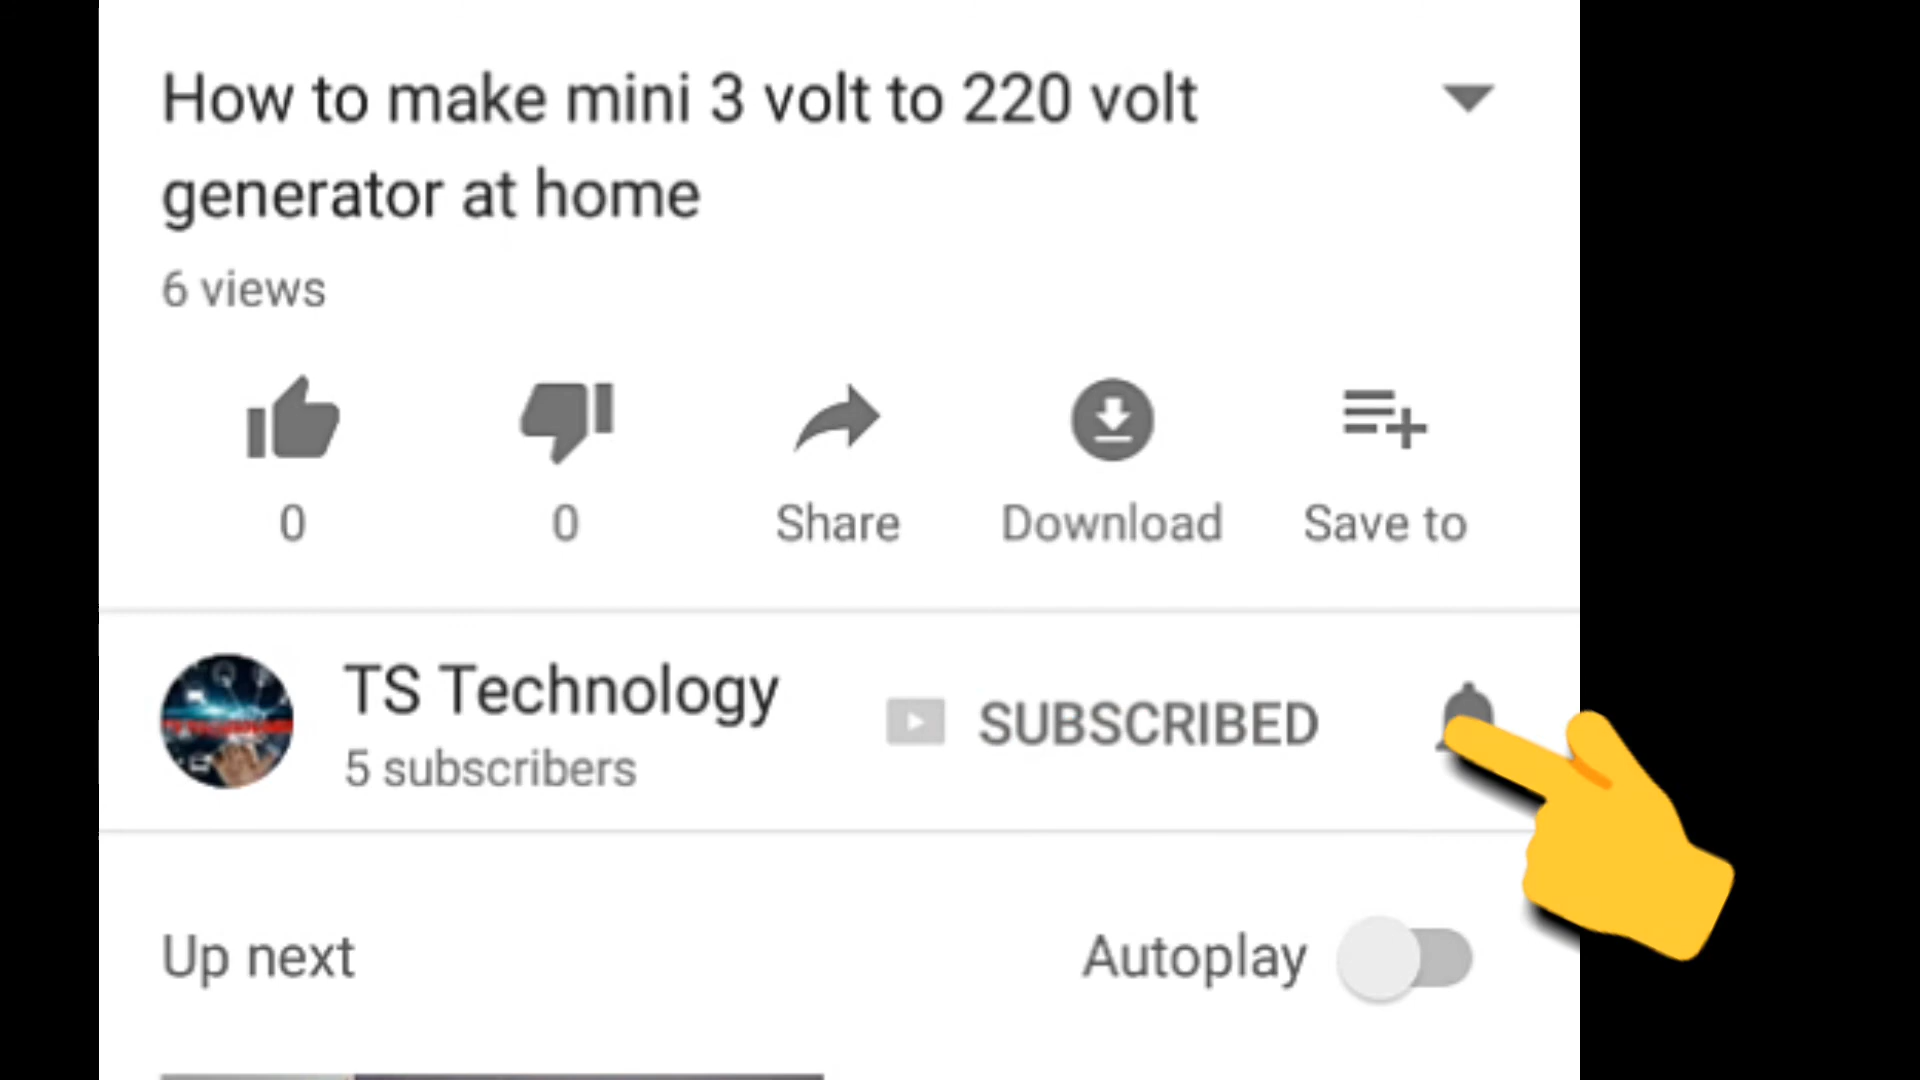 How to make mini 3 volt to 220 volt
generator at home
6 views
0 0 Share Download Save to
TS Technology
SUBSCRIBED
5 subscribers
Up next Autoplay